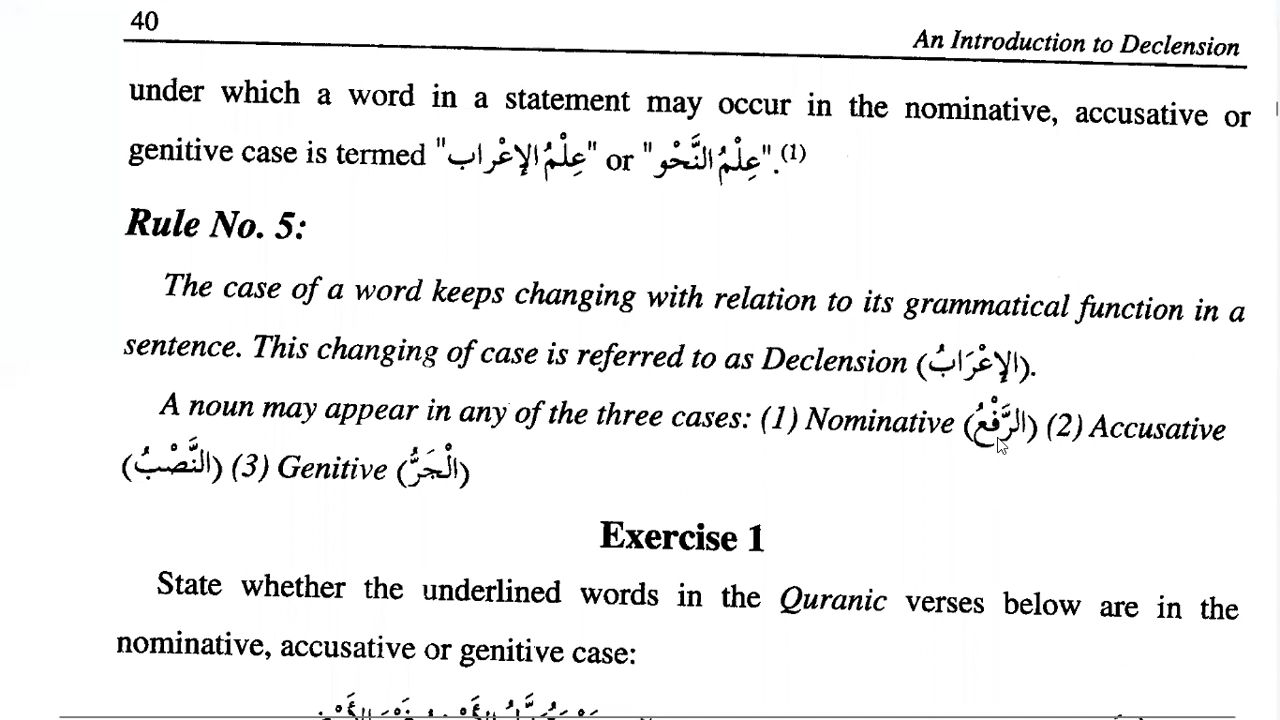 40
An Introduction to Declension
under which a word in a statement may occur in the nominative, accusative or
genitive case is termed "عِلْمُ الإعْراب" or "عِلْمُ النَّحْو".(1)
Rule No. 5:
The case of a word keeps changing with relation to its grammatical function in a
sentence. This changing of case is referred to as Declension (الإعْرَابُ).
A noun may appear in any of the three cases: (1) Nominative (الرَّفْعُ) (2) Accusative
(النَّصْبُ) (3) Genitive (الْجَرُّ)
Exercise 1
State whether the underlined words in the Quranic verses below are in the
nominative, accusative or genitive case: